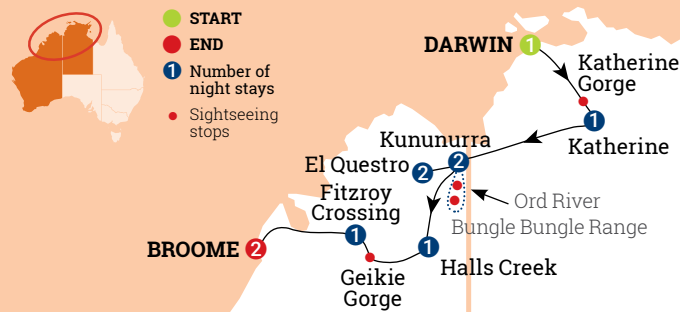 START
END
1 Number of
night stays
Sightseeing
stops
DARWIN 1
Katherine
Gorge
1
Katherine
Kununurra
2
El Questro 2
Fitzroy
Crossing
1
Ord River
Bungle Bungle Range
BROOME 2
1
Halls Creek
Geikie
Gorge